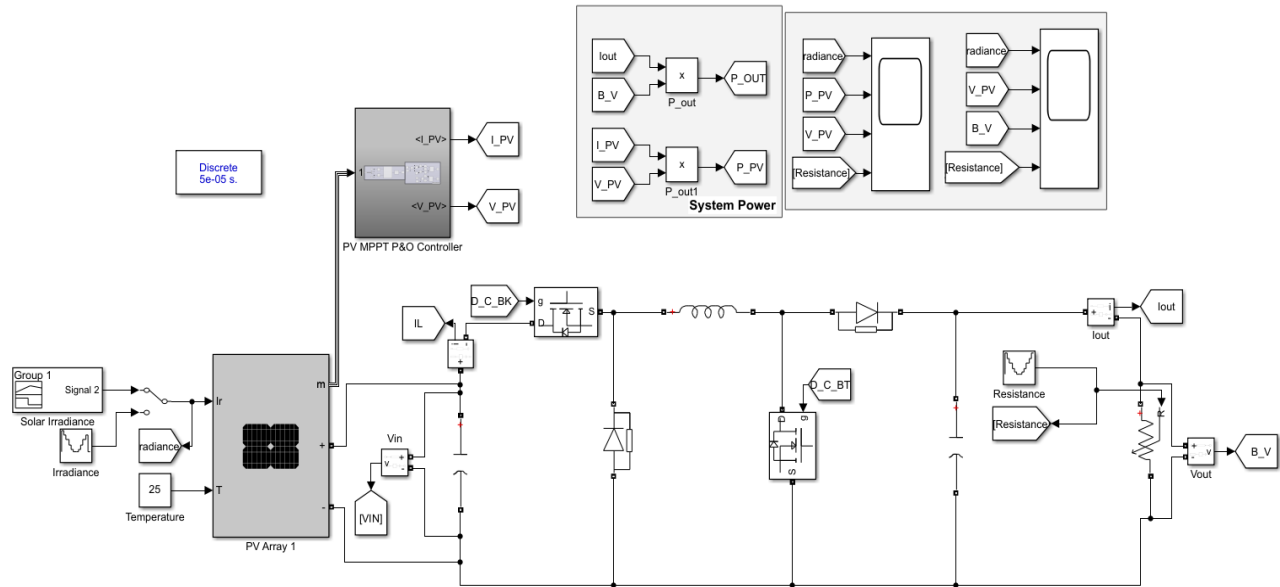 Iout
B_V
x
P_out
P_OUT
I_PV
V_PV
x
P_out1
P_PV
System Power
radiance
P_PV
V_PV
[Resistance]
radiance
V_PV
B_V
[Resistance]
Discrete
5e-05 s.
1
<I_PV>
<V_PV>
I_PV
V_PV
PV MPPT P&O Controller
D_C_BK
g
D
S
IL
i
-
+
Group 1
Signal 2
Solar Irradiance
Irradiance
radiance
25
Temperature
Ir
T
m
+
-
PV Array 1
Vin
v
+
-
[VIN]
+
+
D_C_BT
D
g
S
+
+
i
-
Iout
Iout
Resistance
[Resistance]
+
R
+
-
v
Vout
B_V